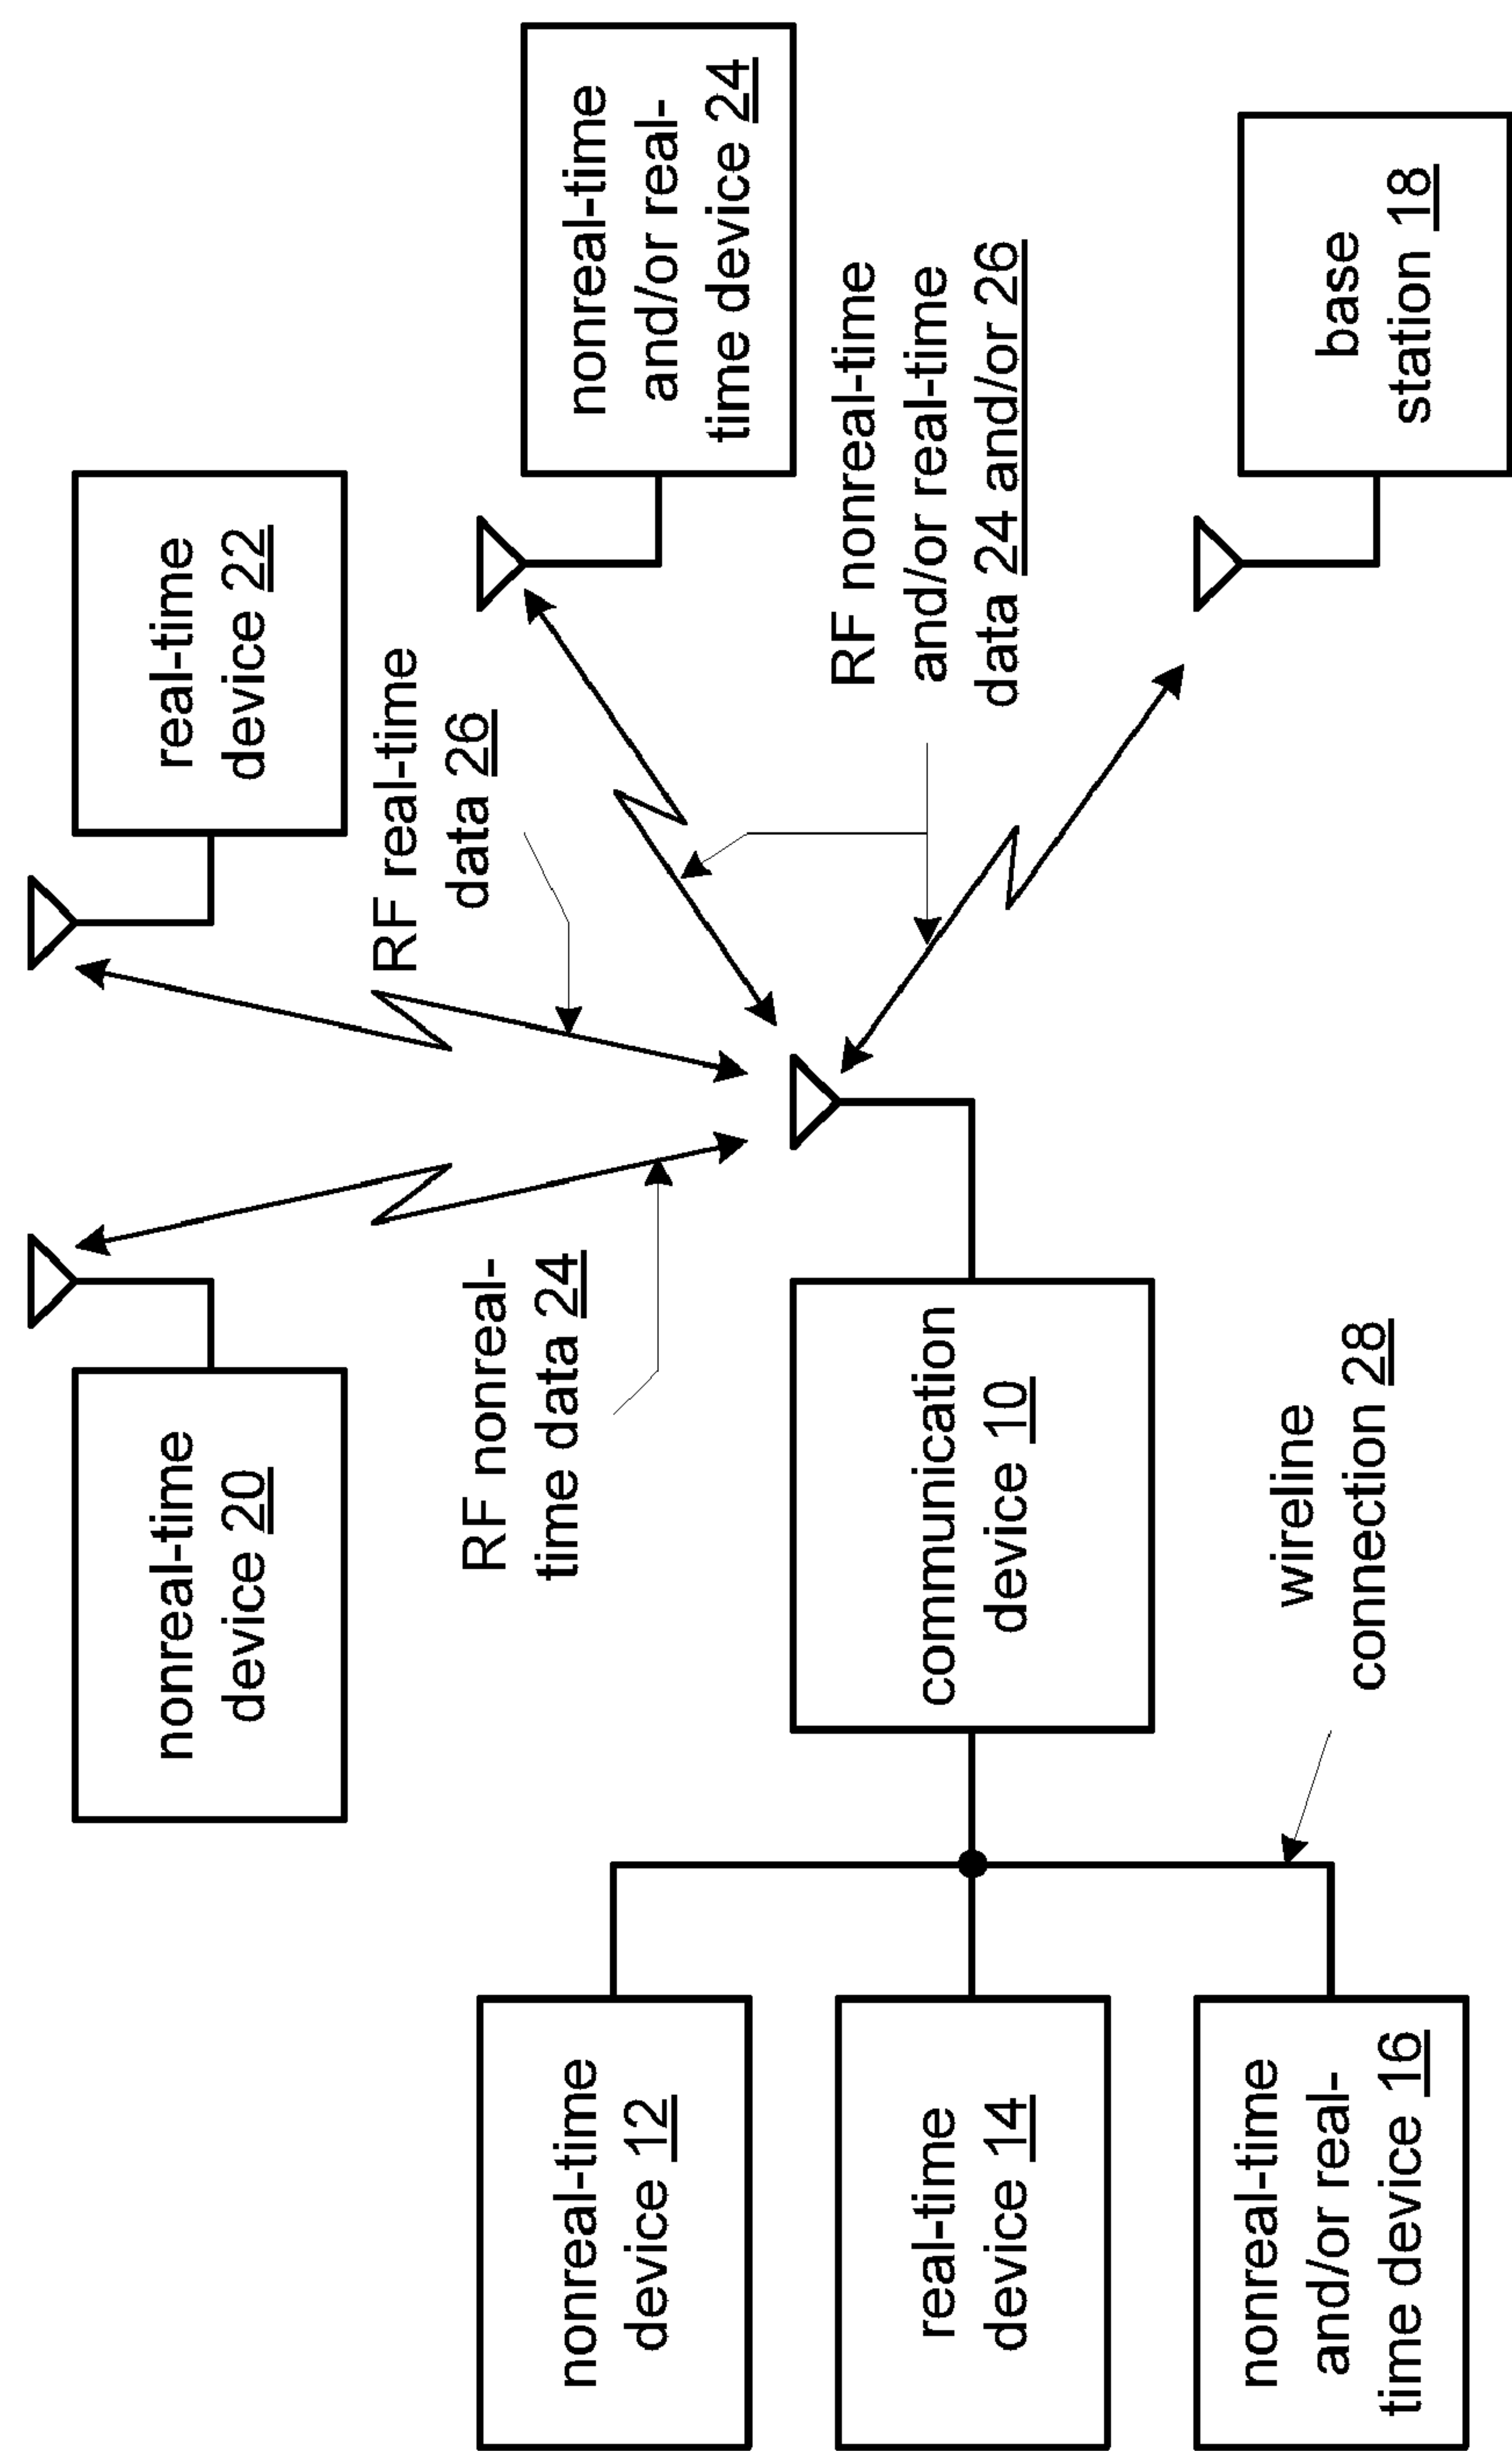 nonreal-time
device 20
real-time
device 22
RF real-time
data 26
RF nonreal-
time data 24
nonreal-time
and/or real-
time device 24
nonreal-time
device 12
real-time
device 14
nonreal-time
and/or real-
time device 16
communication
device 10
wireline
connection 28
RF nonreal-time
and/or real-time
data 24 and/or 26
base
station 18